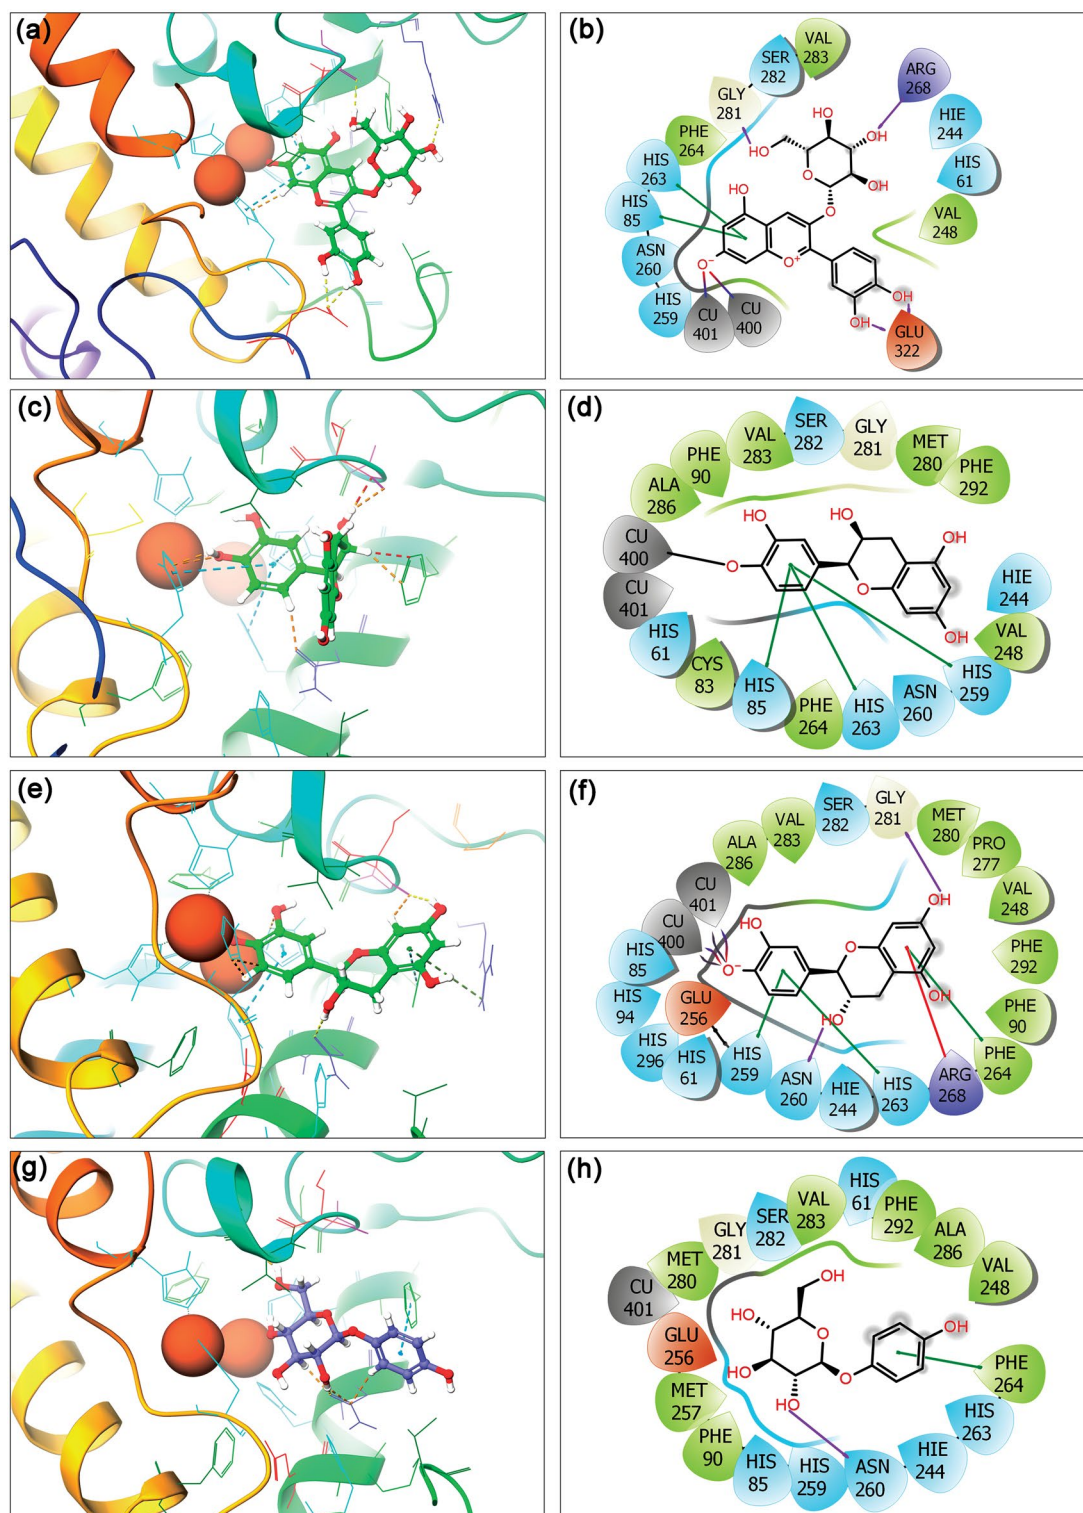 (a)
(b)
VAL
283
SER
282
ARG
268
GLY
281
HO
OH
HIE
244
PHE
264
HO
OH
HIS
61
HIS
263
OH
HO
HIS
85
O
O
VAL
248
ASN
260
O⁻
O⁺
HIS
259
CU
401
CU
400
OH
OH
GLU
322
(c)
(d)
SER
282
GLY
281
VAL
283
MET
280
PHE
90
PHE
292
ALA
286
HO
HO
CU
400
OH
O
O
HIE
244
CU
401
OH
VAL
248
HIS
61
CYS
83
HIS
85
PHE
264
HIS
263
ASN
260
HIS
259
(e)
(f)
SER
282
GLY
281
MET
280
VAL
283
PRO
277
ALA
286
VAL
248
CU
401
OH
CU
400
HO
O
PHE
292
HIS
85
O⁻
OH
HIS
94
GLU
256
HO
PHE
90
HIS
296
HIS
61
HIS
259
ASN
260
HIE
244
HIS
263
ARG
268
PHE
264
(g)
(h)
HIS
61
VAL
283
PHE
292
SER
282
GLY
281
ALA
286
MET
280
VAL
248
CU
401
OH
HO
O
OH
GLU
256
HO
O
PHE
264
MET
257
HO
HIS
263
PHE
90
HIS
85
HIS
259
ASN
260
HIE
244